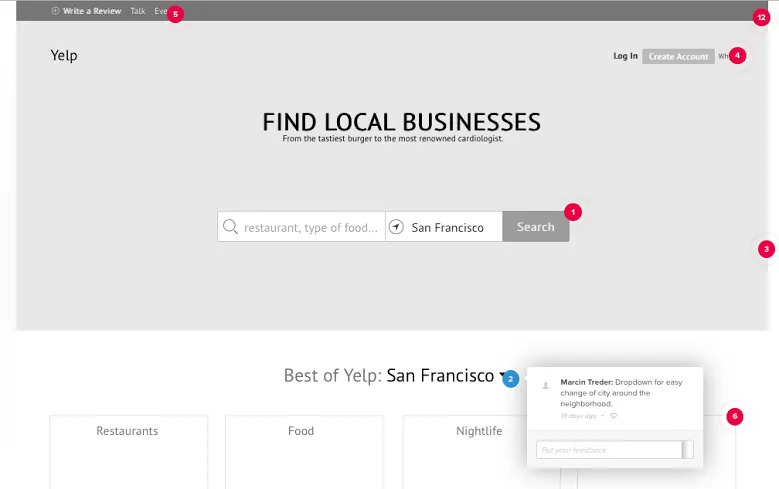 Write a Review Talk Eve 5
12
Yelp
Log In Create Account Wh 4
FIND LOCAL BUSINESSES
From the tastiest burger to the most renowned cardiologist.
1
restaurant, type of food... San Francisco Search
3
Best of Yelp: San Francisco 2
Marcin Treder: Dropdown for easy
change of city around the
neighborhood.
19 days ago
Put your feedback
6
Restaurants Food Nightlife